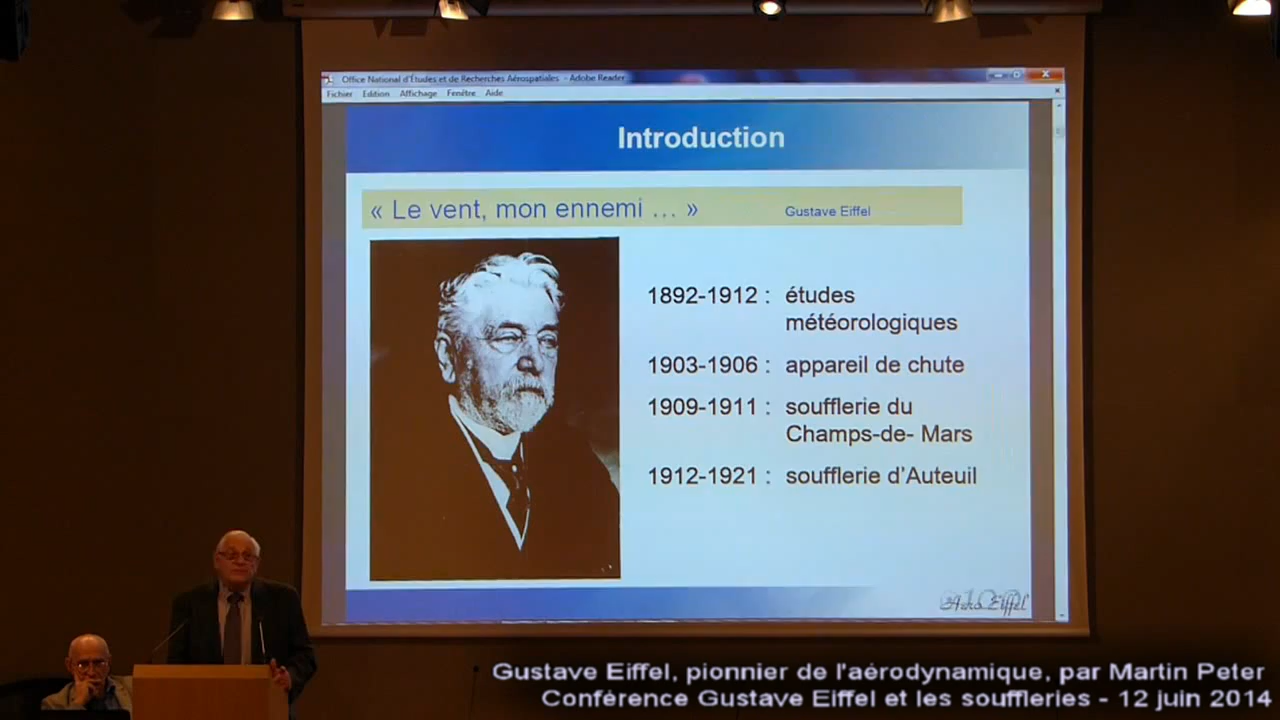 Office National d'Études et de Recherches Aérospatiales - Adobe Reader
Fichier Edition Affichage Fenêtre Aide
Introduction
« Le vent, mon ennemi ... » Gustave Eiffel
1892-1912 : études
météorologiques
1903-1906 : appareil de chute
1909-1911 : soufflerie du
Champs-de- Mars
1912-1921 : soufflerie d'Auteuil
Eiffel
Gustave Eiffel, pionnier de l'aérodynamique, par Martin Peter
Conférence Gustave Eiffel et les souffleries - 12 juin 2014